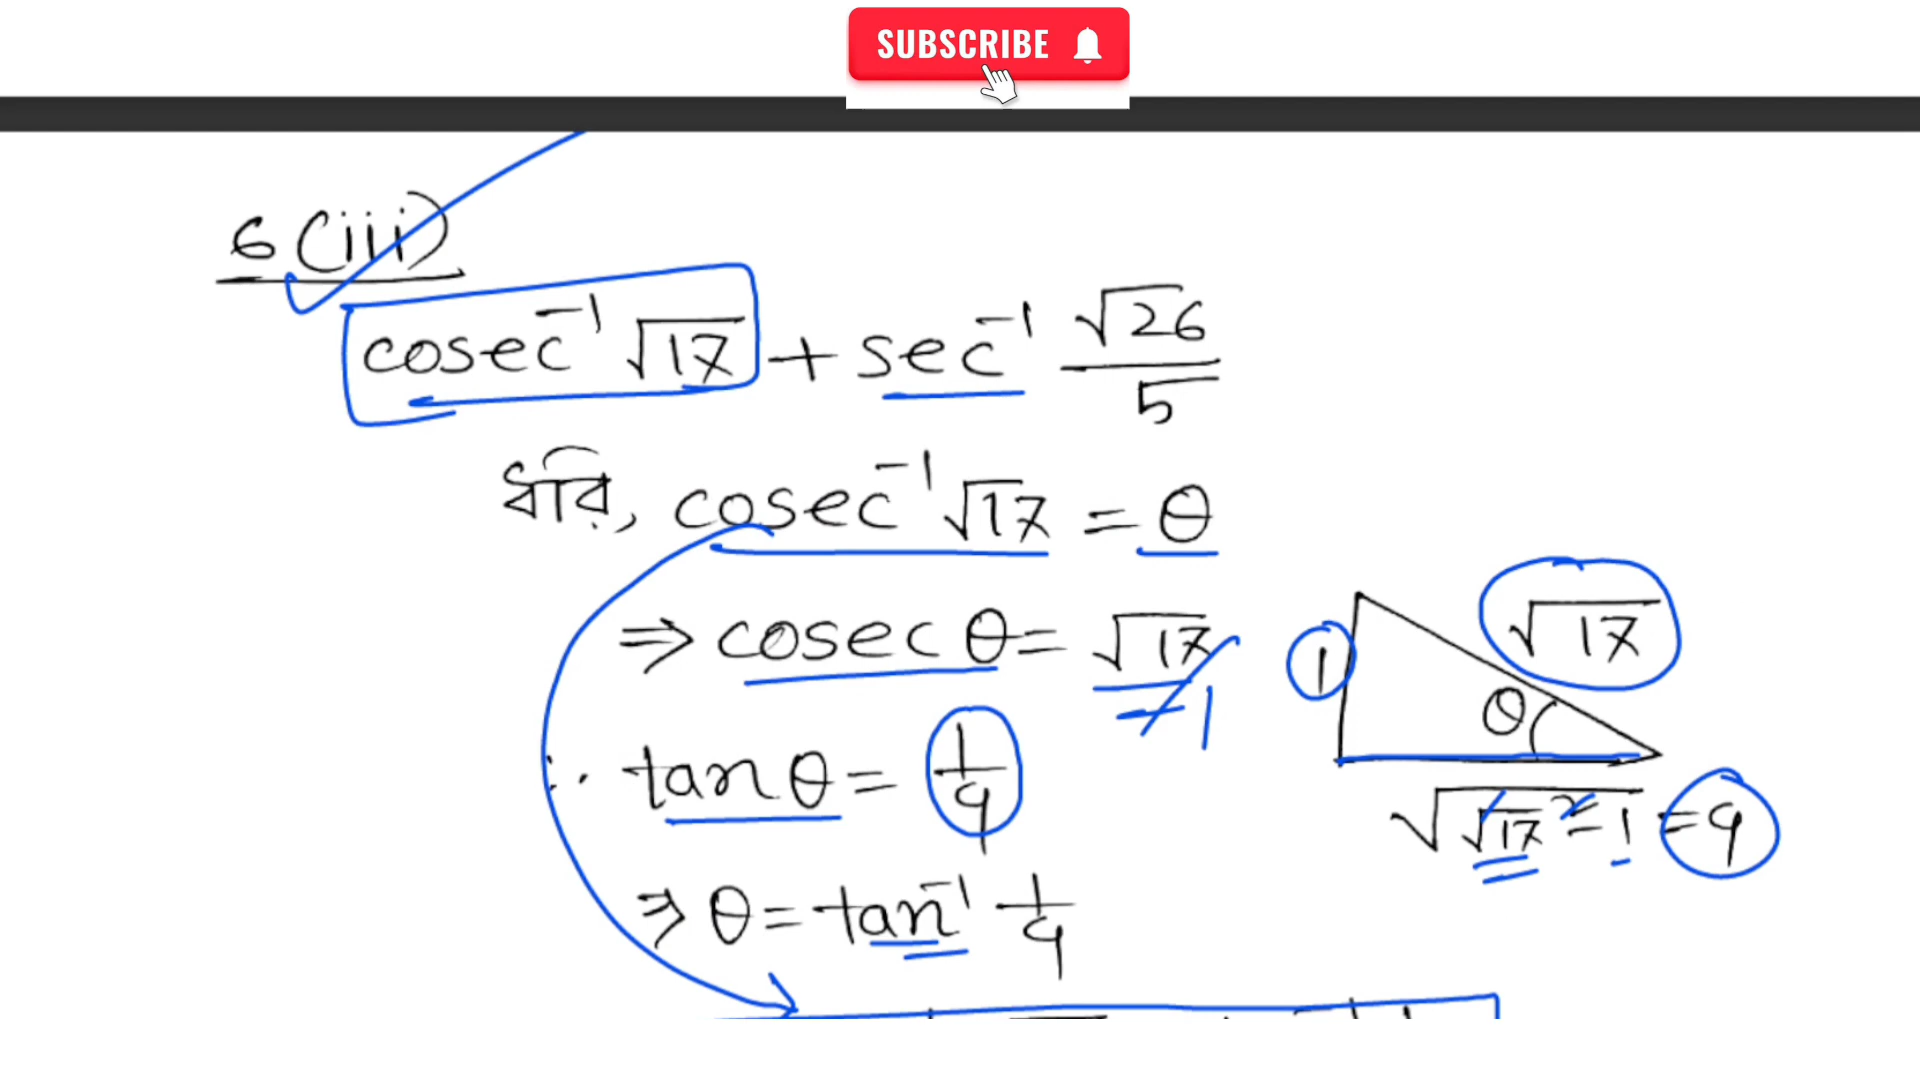 SUBSCRIBE
6 (iii)
cosec⁻¹ √17 + sec⁻¹ √26/5
ধরি, cosec⁻¹ √17 = θ
⇒ cosec θ = √17/1
√17
1
θ
∴ tan θ = 1/4
√(√17² - 1) = 4
⇒ θ = tan⁻¹ 1/4